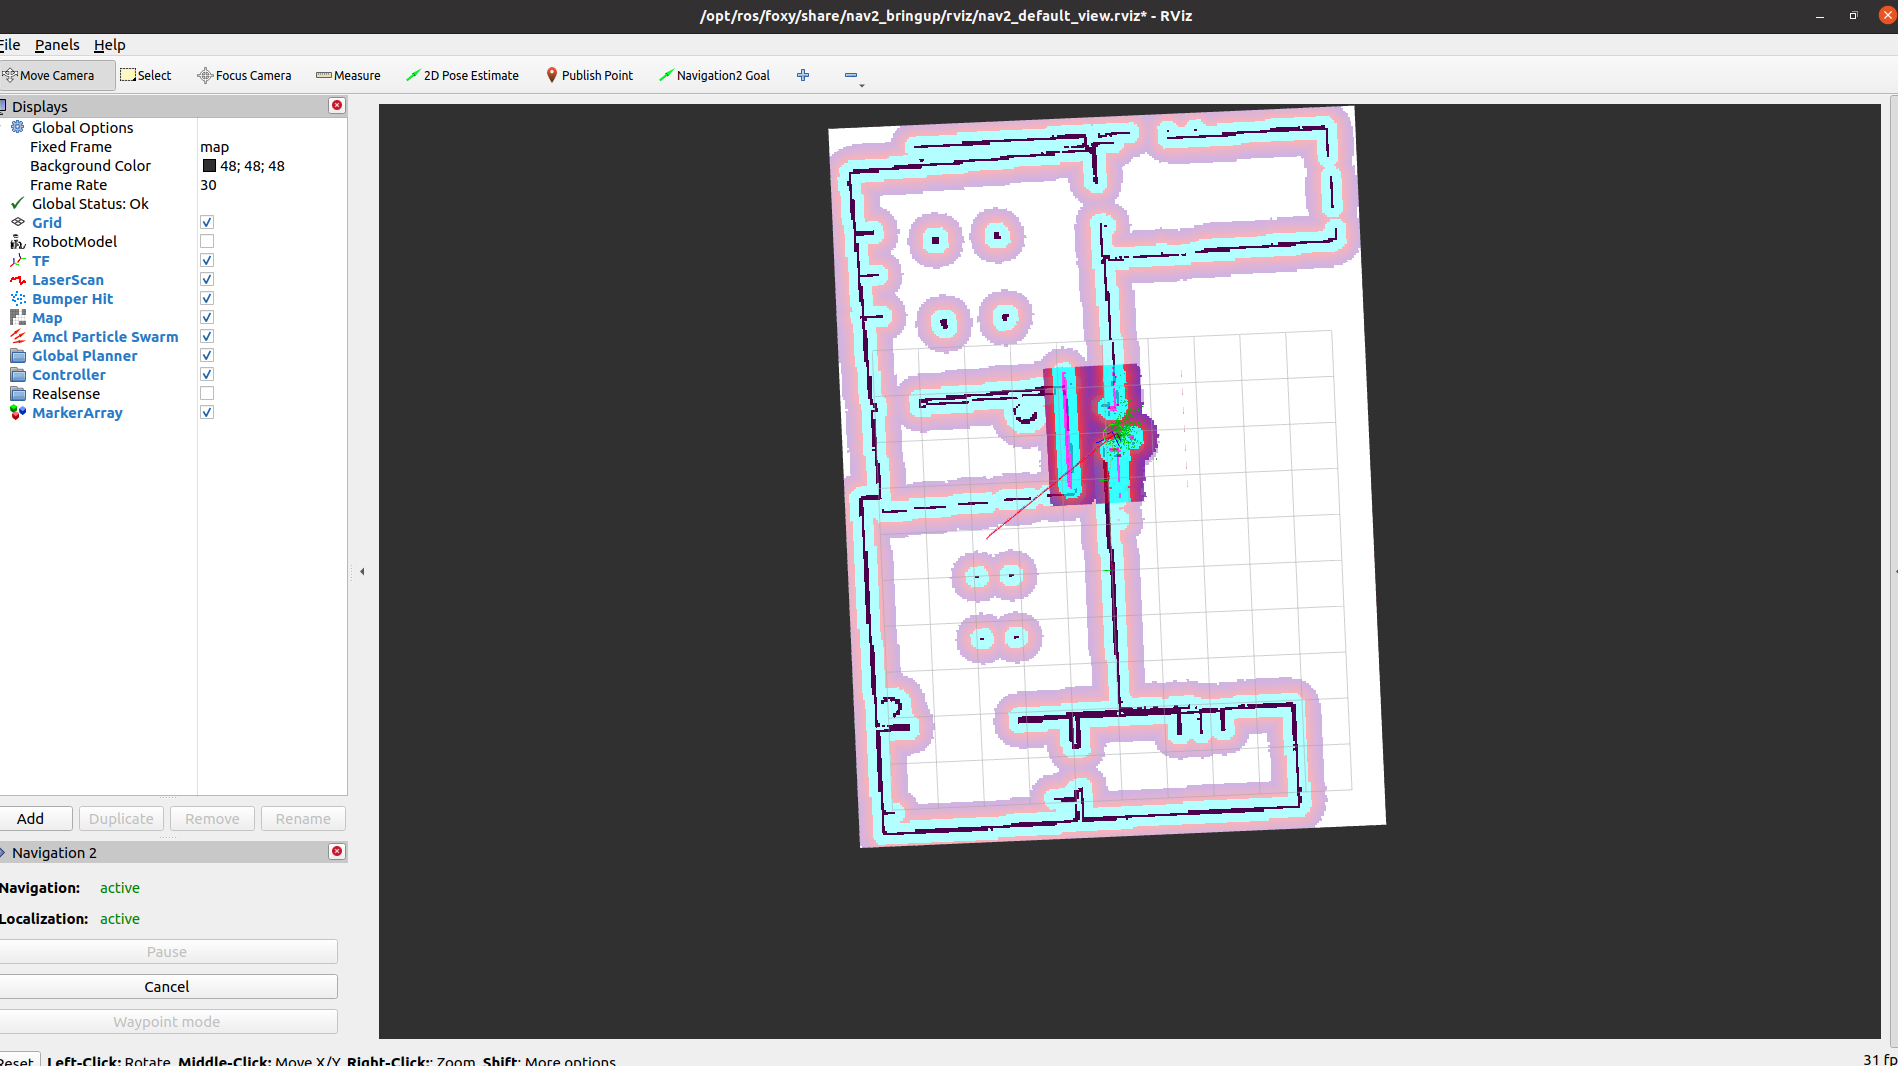 /opt/ros/foxy/share/nav2_bringup/rviz/nav2_default_view.rviz* - RViz
File Panels Help
Move Camera Select Focus Camera Measure 2D Pose Estimate Publish Point Navigation2 Goal
Displays
Global Options
Fixed Frame map
Background Color 48; 48; 48
Frame Rate 30
Global Status: Ok
Grid
RobotModel
TF
LaserScan
Bumper Hit
Map
Amcl Particle Swarm
Global Planner
Controller
Realsense
MarkerArray
Add Duplicate Remove Rename
Navigation 2
Navigation: active
Localization: active
Pause
Cancel
Waypoint mode
Reset Left-Click: Rotate. Middle-Click: Move X/Y. Right-Click:: Zoom. Shift: More options. 31 fp